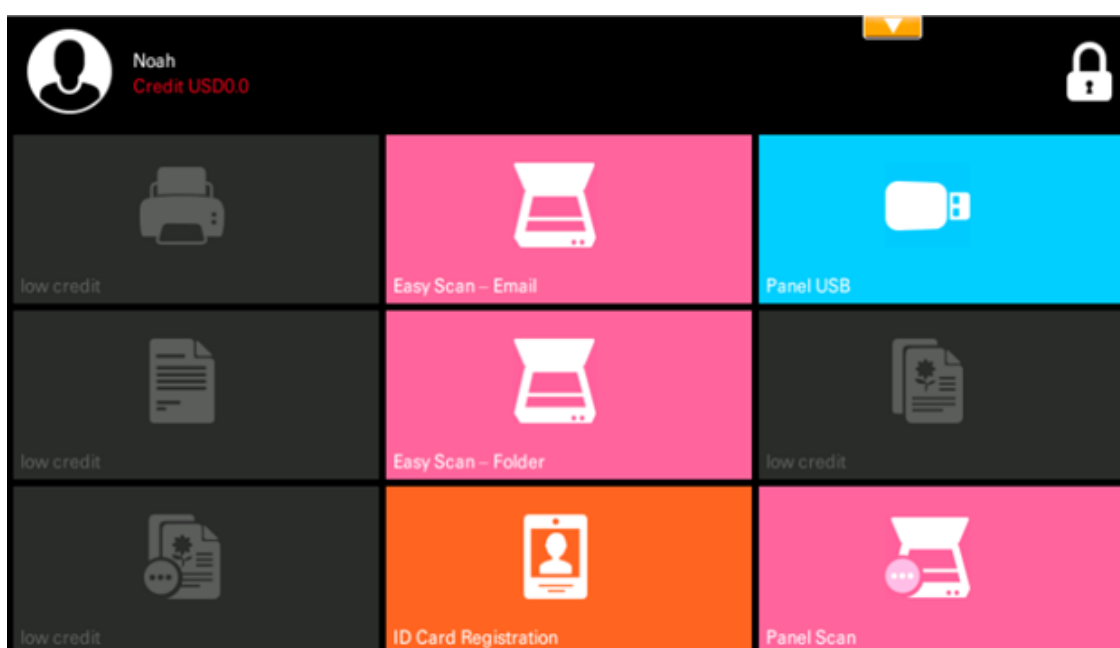 Noah
Credit USD0.0
low credit
Easy Scan – Email
Panel USB
low credit
Easy Scan – Folder
low credit
low credit
ID Card Registration
Panel Scan